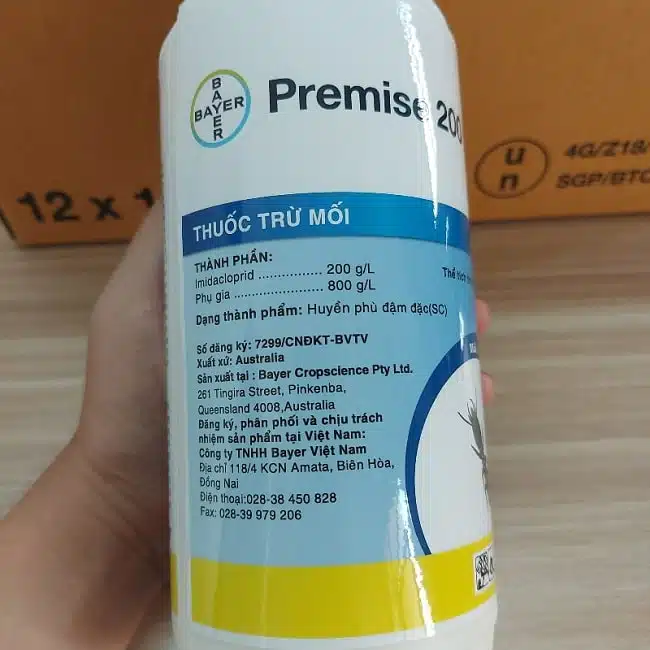 BAYER
BAYER
Premise 200
THUỐC TRỪ MỐI
THÀNH PHẦN:
Imidacloprid ................ 200 g/L
Phụ gia ....................... 800 g/L
Dạng thành phẩm: Huyền phù đậm đặc(SC)
Thể tích
Số đăng ký: 7299/CNĐKT-BVTV
Xuất xứ: Australia
Sản xuất tại : Bayer Cropscience Pty Ltd.
261 Tingira Street, Pinkenba,
Queensland 4008,Australia
Đăng ký, phân phối và chịu trách
nhiệm sản phẩm tại Việt Nam:
Công ty TNHH Bayer Việt Nam
Địa chỉ 118/4 KCN Amata, Biên Hòa,
Đồng Nai
Điện thoại:028-38 450 828
Fax: 028-39 979 206
12 x 1
un
4G/Z18/
SGP/BTC